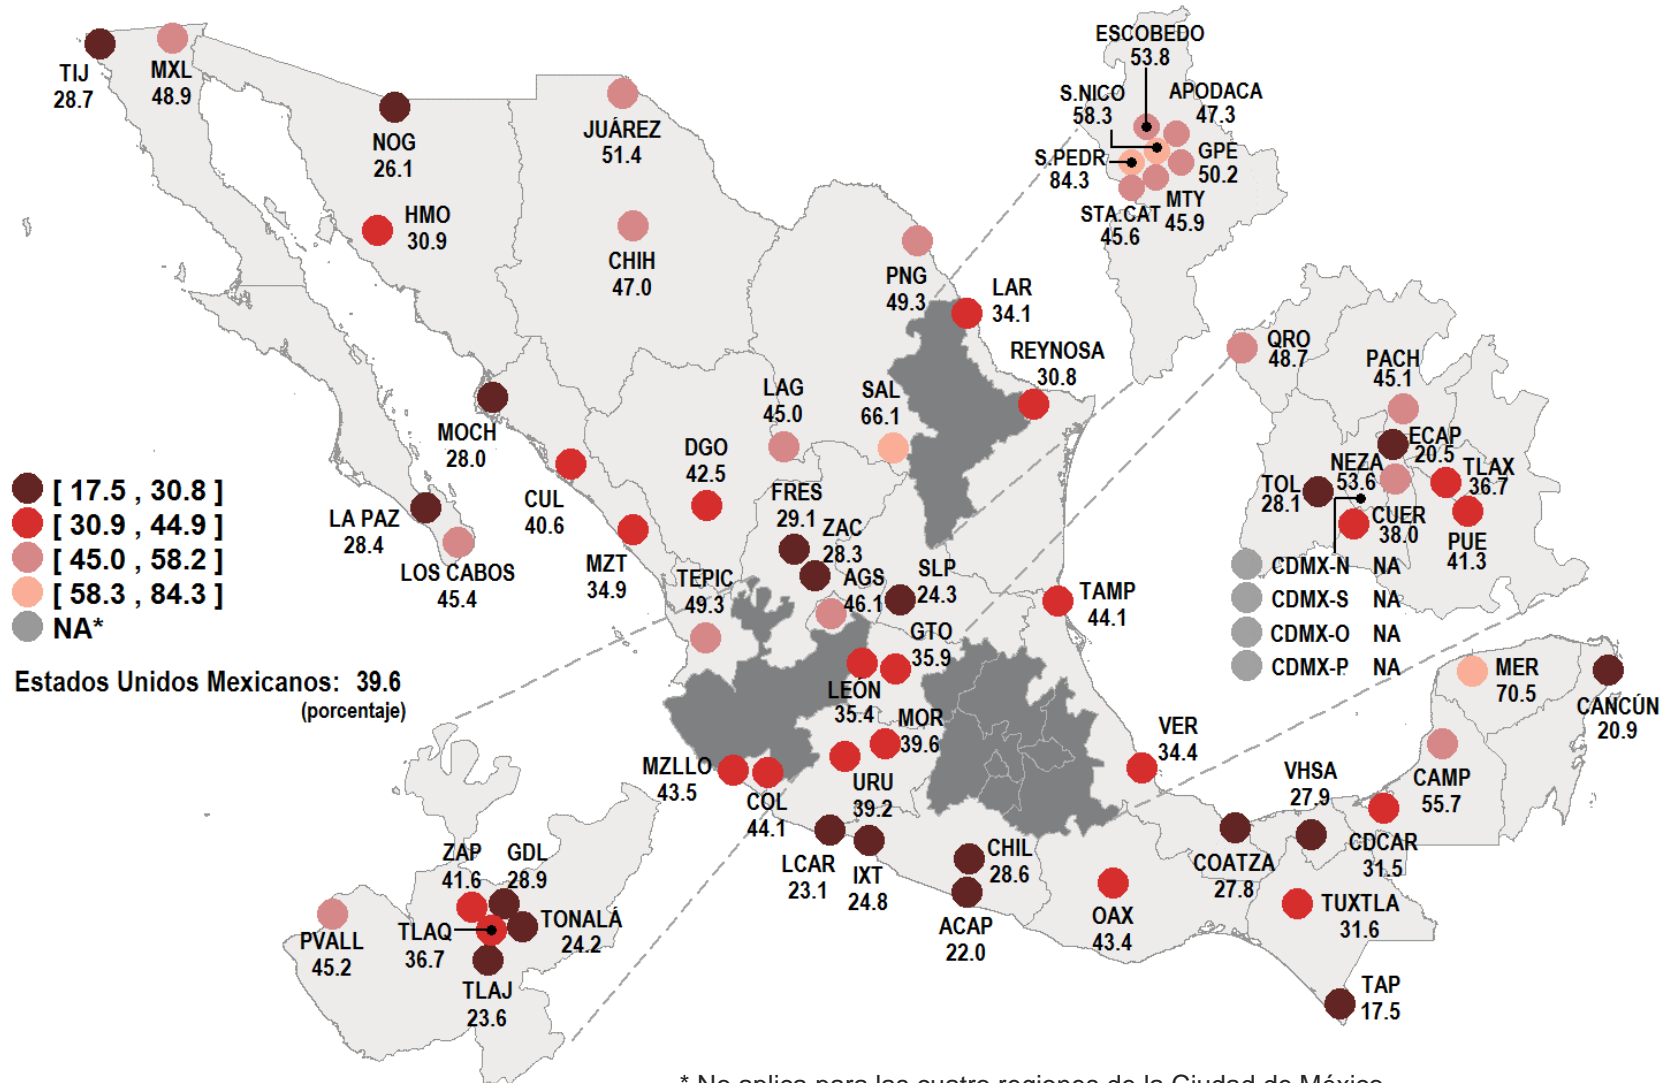 TIJ
28.7
MXL
48.9
NOG
26.1
HMO
30.9
JUÁREZ
51.4
CHIH
47.0
PNG
49.3
LAR
34.1
REYNOSA
30.8
ESCOBEDO
53.8
S.NICO
58.3
APODACA
47.3
S.PEDR
84.3
GPE
50.2
MTY
45.9
STA.CAT
45.6
MOCH
28.0
CUL
40.6
LAG
45.0
SAL
66.1
DGO
42.5
FRES
29.1
ZAC
28.3
LA PAZ
28.4
LOS CABOS
45.4
MZT
34.9
TEPIC
49.3
AGS
46.1
SLP
24.3
GTO
35.9
LEÓN
35.4
MOR
39.6
TAMP
44.1
QRO
48.7
PACH
45.1
ECAP
20.5
NEZA
53.6
TLAX
36.7
TOL
28.1
CUER
38.0
PUE
41.3
CDMX-N NA
CDMX-S NA
CDMX-O NA
CDMX-P NA
[ 17.5 , 30.8 ]
[ 30.9 , 44.9 ]
[ 45.0 , 58.2 ]
[ 58.3 , 84.3 ]
NA*
Estados Unidos Mexicanos: 39.6
(porcentaje)
MZLLO
43.5
COL
44.1
URU
39.2
LCAR
23.1
IXT
24.8
CHIL
28.6
ACAP
22.0
VER
34.4
OAX
43.4
COATZA
27.8
VHSA
27.9
CDCAR
31.5
CAMP
55.7
MER
70.5
CANCÚN
20.9
TUXTLA
31.6
TAP
17.5
ZAP
41.6
GDL
28.9
TONALÁ
24.2
TLAQ
36.7
PVALL
45.2
TLAJ
23.6
* No aplica para las cuatro regiones de la Ciudad de México